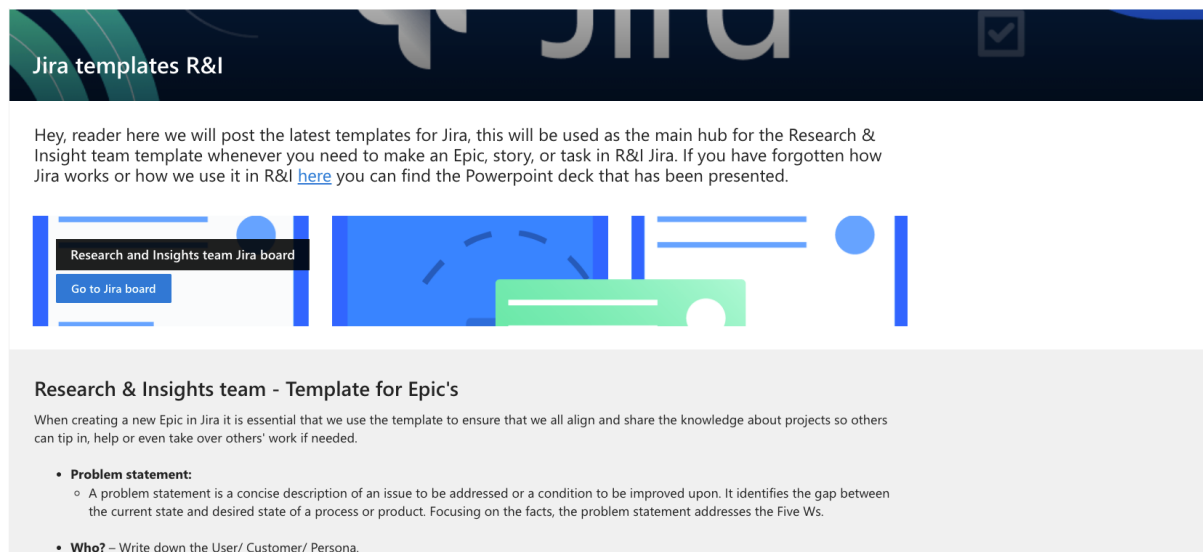 Jira
Jira templates R&I
Hey, reader here we will post the latest templates for Jira, this will be used as the main hub for the Research &
Insight team template whenever you need to make an Epic, story, or task in R&I Jira. If you have forgotten how
Jira works or how we use it in R&I here you can find the Powerpoint deck that has been presented.
Research and Insights team Jira board
Go to Jira board
Research & Insights team - Template for Epic's
When creating a new Epic in Jira it is essential that we use the template to ensure that we all align and share the knowledge about projects so others
can tip in, help or even take over others' work if needed.
• Problem statement:
○ A problem statement is a concise description of an issue to be addressed or a condition to be improved upon. It identifies the gap between
the current state and desired state of a process or product. Focusing on the facts, the problem statement addresses the Five Ws.
• Who? – Write down the User/ Customer/ Persona.